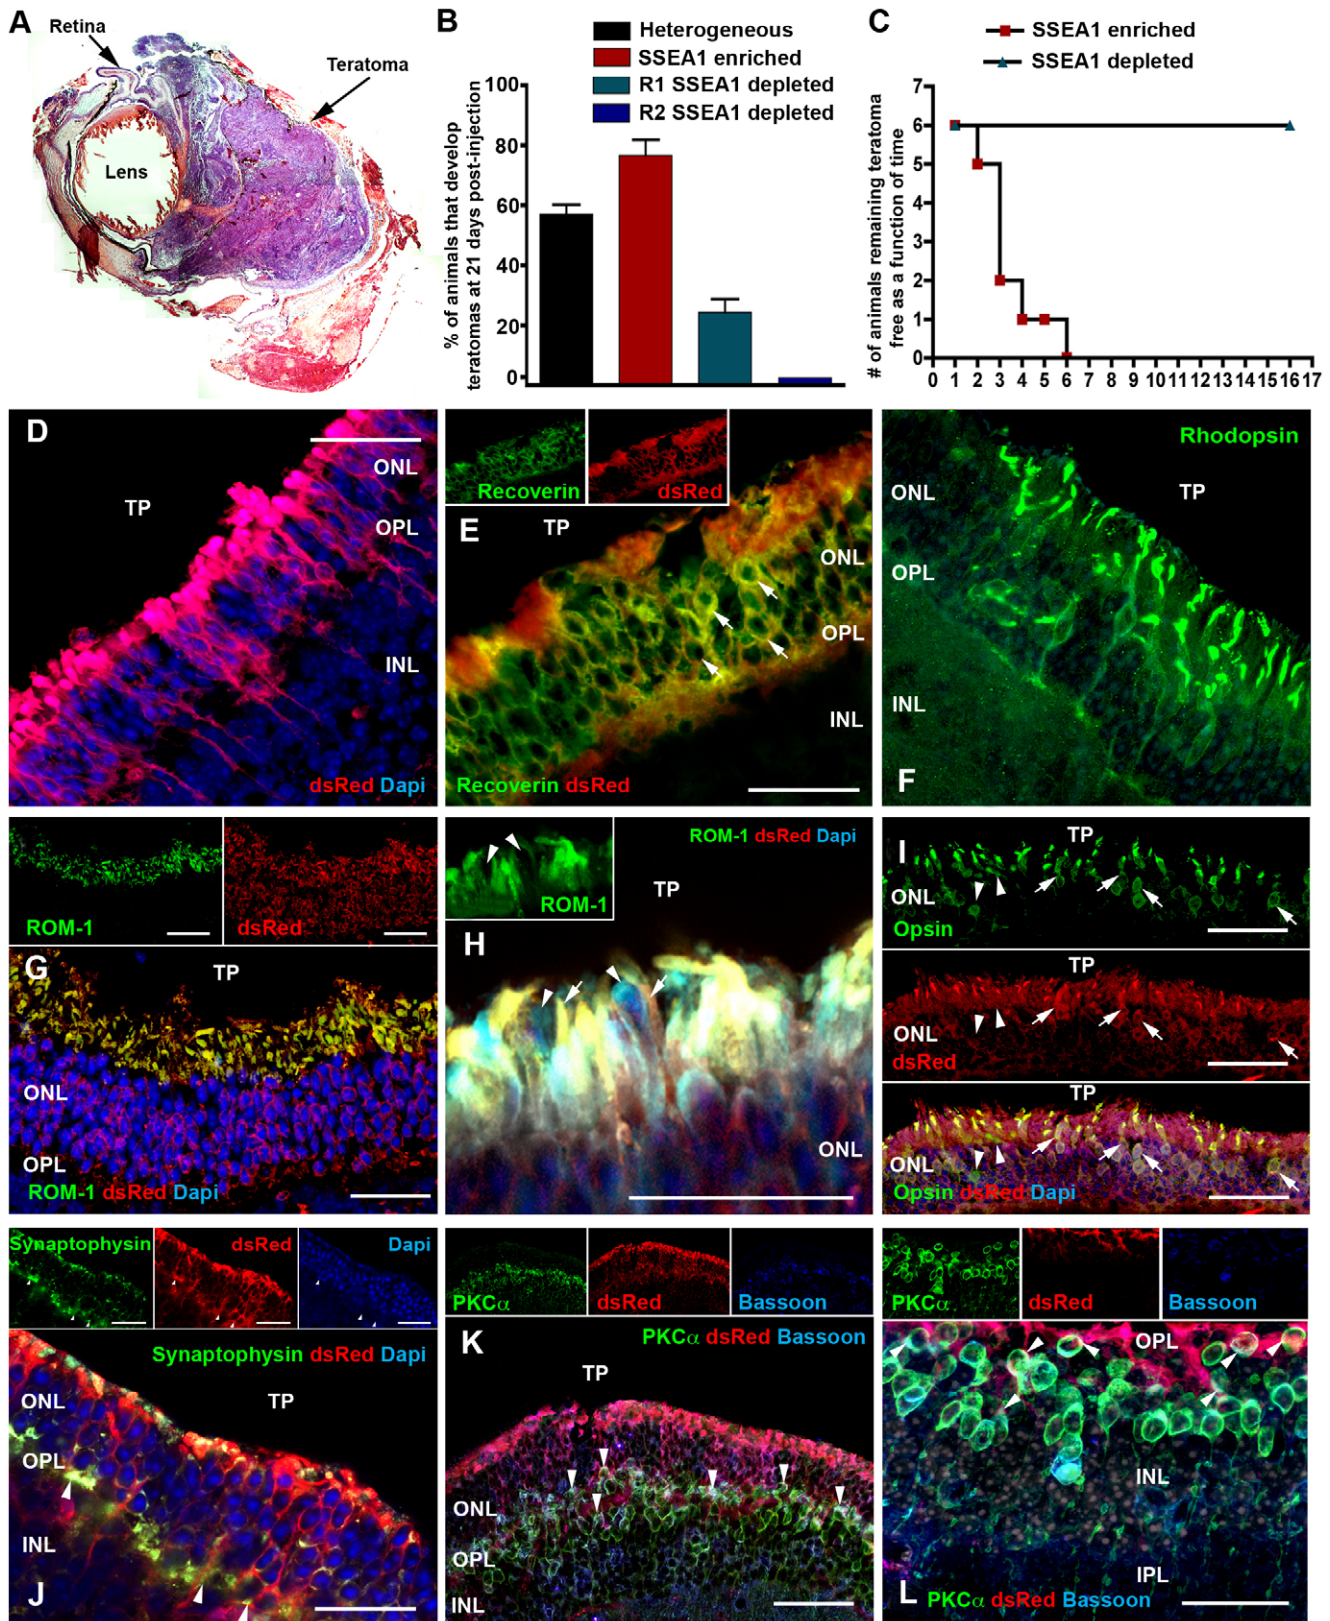 A
Retina
Teratoma
Lens
B
Heterogeneous
SSEA1 enriched
R1 SSEA1 depleted
R2 SSEA1 depleted
% of animals that develop
teratomas at 21 days post-injection
100
80
60
40
20
0
C
SSEA1 enriched
SSEA1 depleted
# of animals remaining teratoma
free as a function of time
7
6
5
4
3
2
1
0
0 1 2 3 4 5 6 7 8 9 10 11 12 13 14 15 16 17
D
TP
ONL
OPL
INL
dsRed Dapi
Recoverin
dsRed
E
TP
ONL
OPL
INL
Recoverin dsRed
Rhodopsin
TP
ONL
OPL
INL
F
ROM-1
dsRed
G
TP
ONL
OPL
ROM-1 dsRed Dapi
ROM-1
ROM-1 dsRed Dapi
TP
H
ONL
I
TP
ONL
Opsin
TP
ONL
dsRed
TP
ONL
Opsin dsRed Dapi
Synaptophysin
dsRed
Dapi
Synaptophysin dsRed Dapi
TP
ONL
OPL
INL
J
PKCα
dsRed
Bassoon
K
PKCα dsRed Bassoon
TP
ONL
OPL
INL
PKCα
dsRed
Bassoon
OPL
INL
IPL
L
PKCα dsRed Bassoon